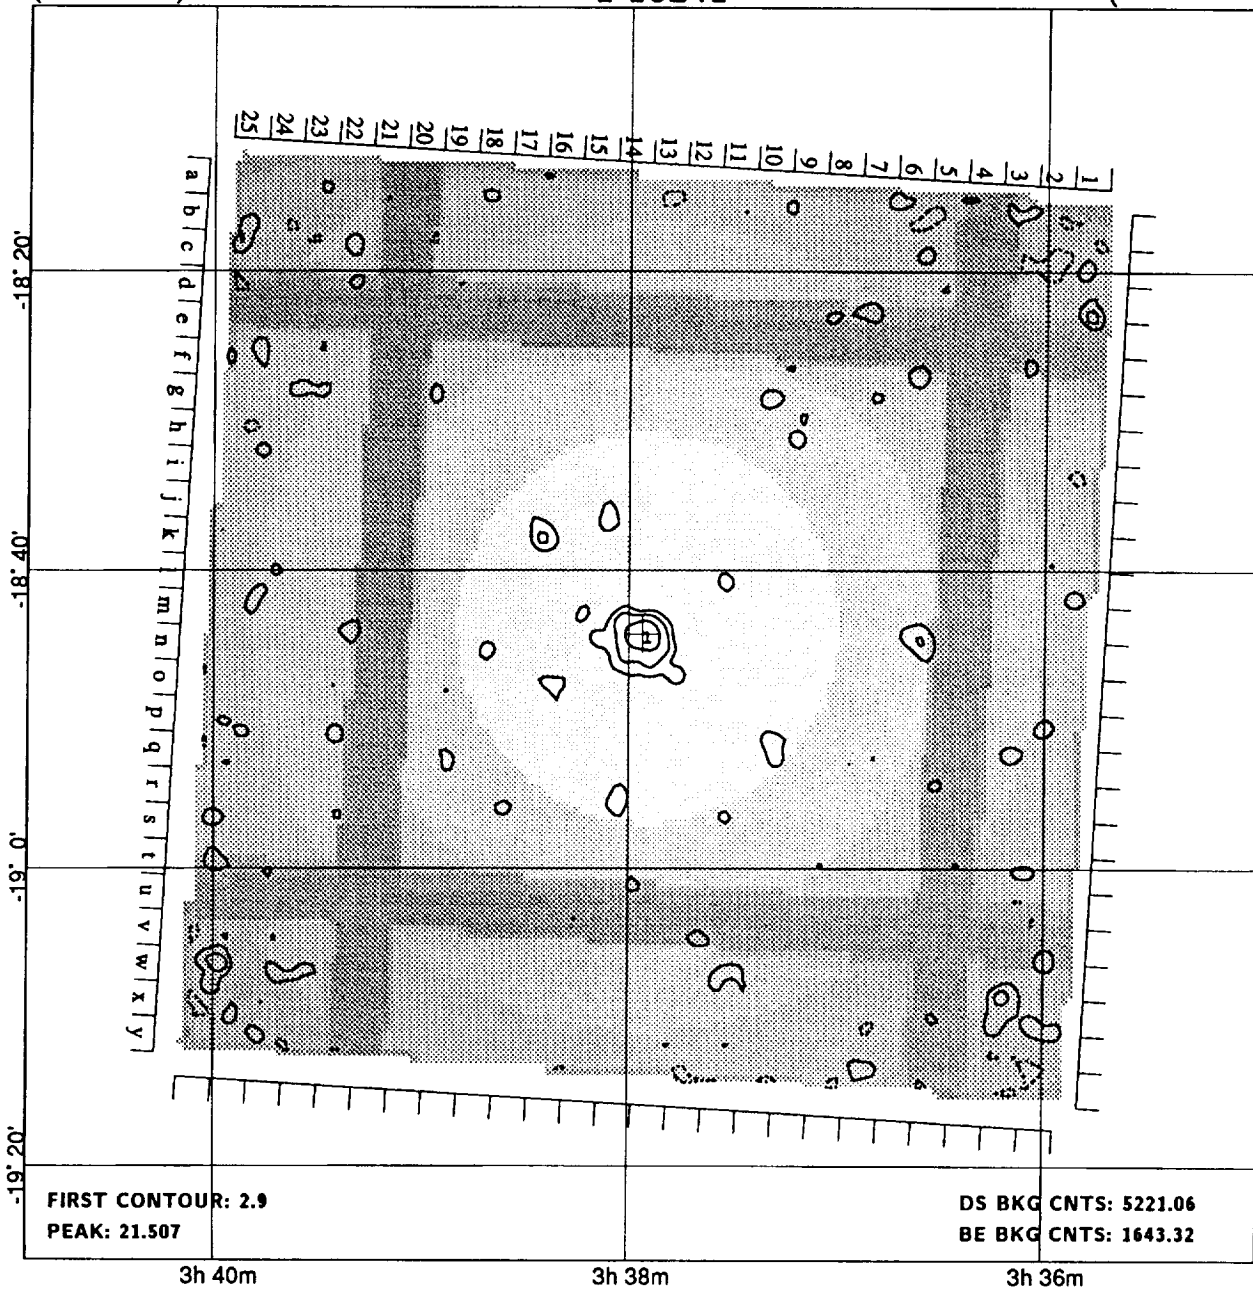 25 24 23 22 21 20 19 18 17 16 15 14 13 12 11 10 9 8 7 6 5 4 3 2 1
a b c d e f g h i j k l m n o p q r s t u v w x y
-18° 20'
-18° 40'
-19° 0'
-19° 20'
1
FIRST CONTOUR: 2.9
PEAK: 21.507
DS BKG CNTS: 5221.06
BE BKG CNTS: 1643.32
3h 40m
3h 38m
3h 36m